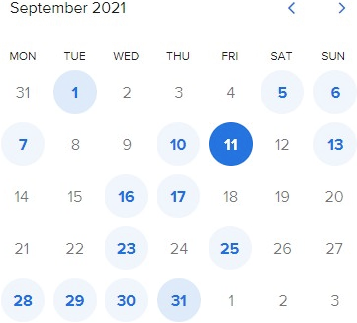 September 2021
MON TUE WED THU FRI SAT SUN
31 1 2 3 4 5 6
7 8 9 10 11 12 13
14 15 16 17 18 19 20
21 22 23 24 25 26 27
28 29 30 31 1 2 3